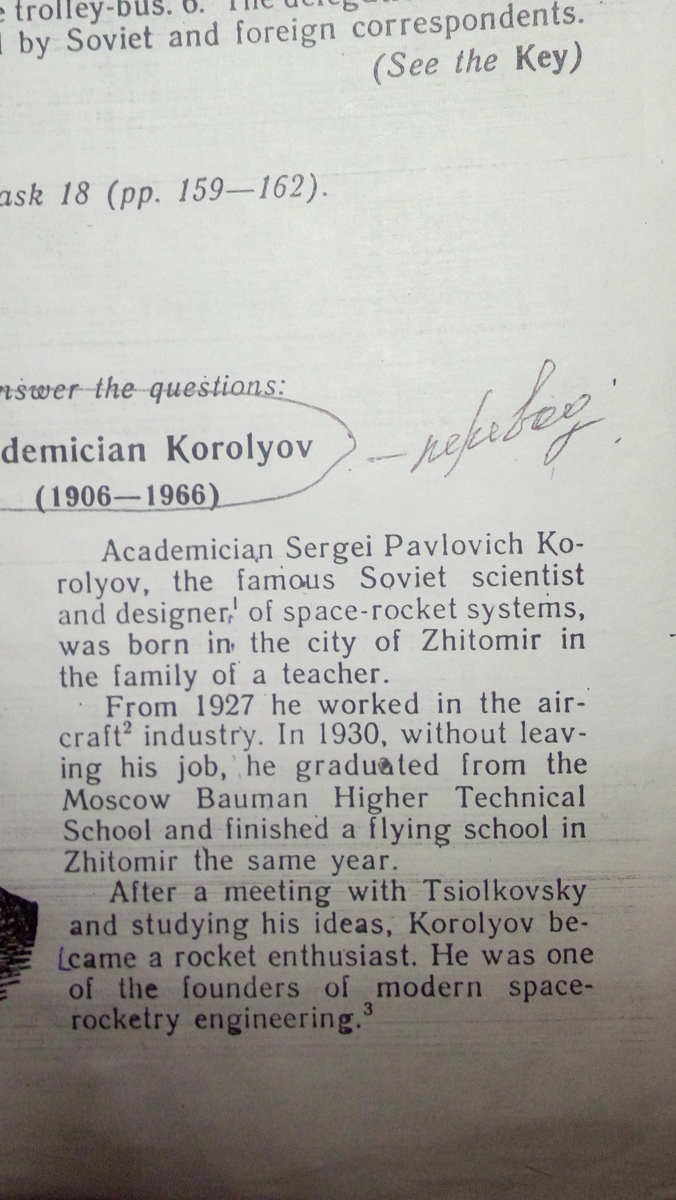 trolley-bus. 6. The
by Soviet and foreign correspondents.
(See the Key)
ask 18 (pp. 159—162).
nswer the questions:
demician Korolyov
(1906—1966)
— перевод.
Academician Sergei Pavlovich Ko-
rolyov, the famous Soviet scientist
and designer,¹ of space-rocket systems,
was born in the city of Zhitomir in
the family of a teacher.
From 1927 he worked in the air-
craft² industry. In 1930, without leav-
ing his job, he graduated from the
Moscow Bauman Higher Technical
School and finished a flying school in
Zhitomir the same year.
After a meeting with Tsiolkovsky
and studying his ideas, Korolyov be-
came a rocket enthusiast. He was one
of the founders of modern space-
rocketry engineering.³